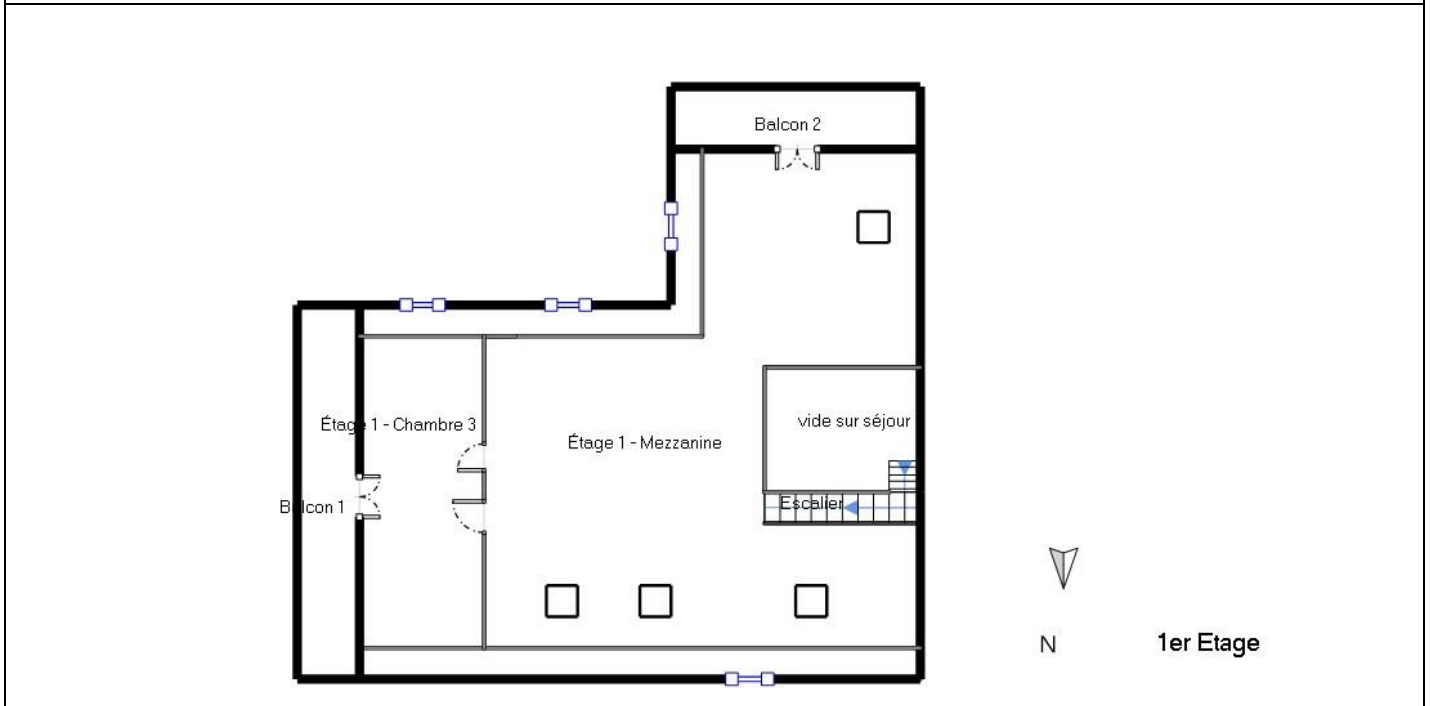 Balcon 2
Étage 1 - Chambre 3
vide sur séjour
Étage 1 - Mezzanine
Escalier
Balcon 1
N
1er Etage